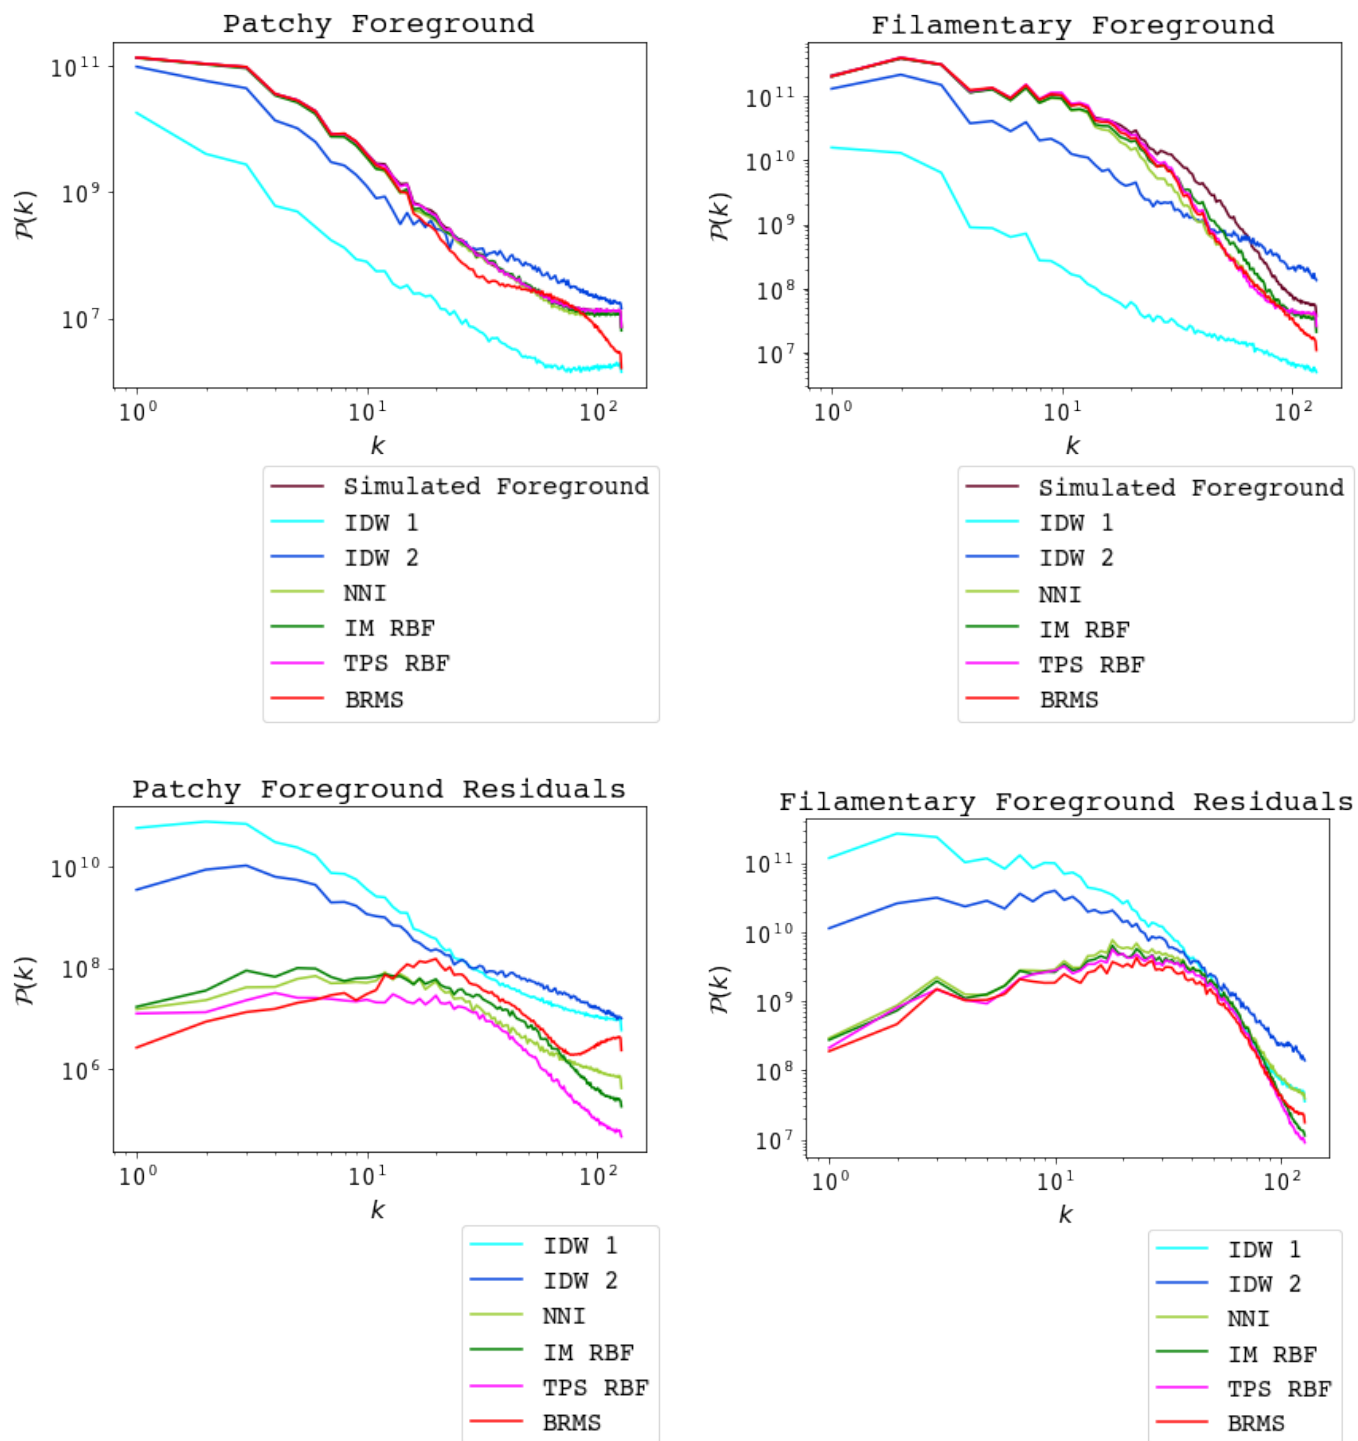 Patchy Foreground
10^11
10^9
10^7
P(k)
10^0 10^1 10^2
k
Simulated Foreground
IDW 1
IDW 2
NNI
IM RBF
TPS RBF
BRMS
Filamentary Foreground
10^11
10^10
10^9
10^8
10^7
P(k)
10^0 10^1 10^2
k
Simulated Foreground
IDW 1
IDW 2
NNI
IM RBF
TPS RBF
BRMS
Patchy Foreground Residuals
10^10
10^8
10^6
P(k)
10^0 10^1 10^2
k
IDW 1
IDW 2
NNI
IM RBF
TPS RBF
BRMS
Filamentary Foreground Residuals
10^11
10^10
10^9
10^8
10^7
P(k)
10^0 10^1 10^2
k
IDW 1
IDW 2
NNI
IM RBF
TPS RBF
BRMS